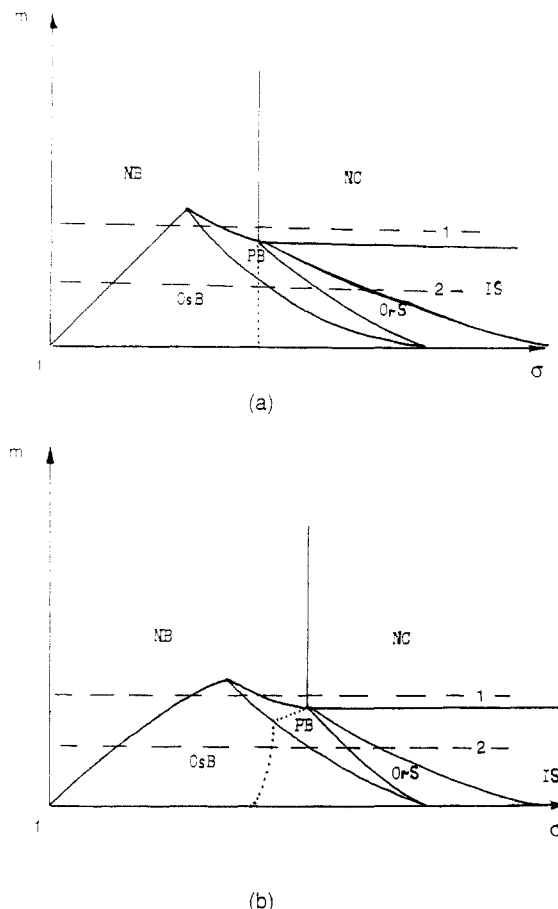 m
NB
NC
1
PB
2
IS
OsB
OrS
1
σ
(a)
m
NB
NC
1
PB
2
OsB
OrS
IS
1
σ
(b)